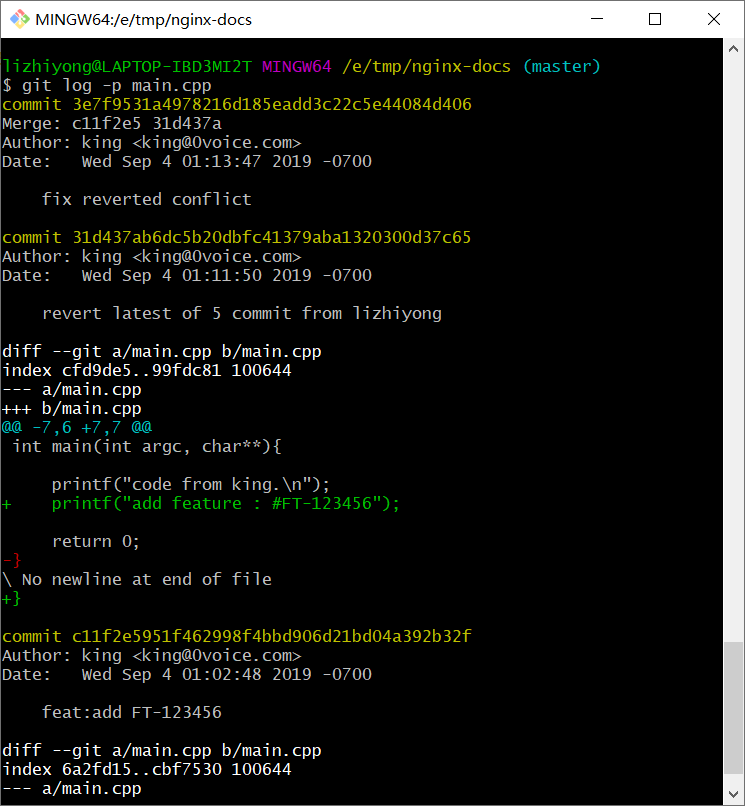 MINGW64:/e/tmp/nginx-docs
lizhiyong@LAPTOP-IBD3MI2T MINGW64 /e/tmp/nginx-docs (master)
$ git log -p main.cpp
commit 3e7f9531a4978216d185eadd3c22c5e44084d406
Merge: c11f2e5 31d437a
Author: king <king@0voice.com>
Date:   Wed Sep 4 01:13:47 2019 -0700
    fix reverted conflict
commit 31d437ab6dc5b20dbfc41379aba1320300d37c65
Author: king <king@0voice.com>
Date:   Wed Sep 4 01:11:50 2019 -0700
    revert latest of 5 commit from lizhiyong
diff --git a/main.cpp b/main.cpp
index cfd9de5..99fdc81 100644
--- a/main.cpp
+++ b/main.cpp
@@ -7,6 +7,7 @@
 int main(int argc, char**){
     printf("code from king.\n");
+    printf("add feature : #FT-123456");
     return 0;
-}
\ No newline at end of file
+}
commit c11f2e5951f462998f4bbd906d21bd04a392b32f
Author: king <king@0voice.com>
Date:   Wed Sep 4 01:02:48 2019 -0700
    feat:add FT-123456
diff --git a/main.cpp b/main.cpp
index 6a2fd15..cbf7530 100644
--- a/main.cpp